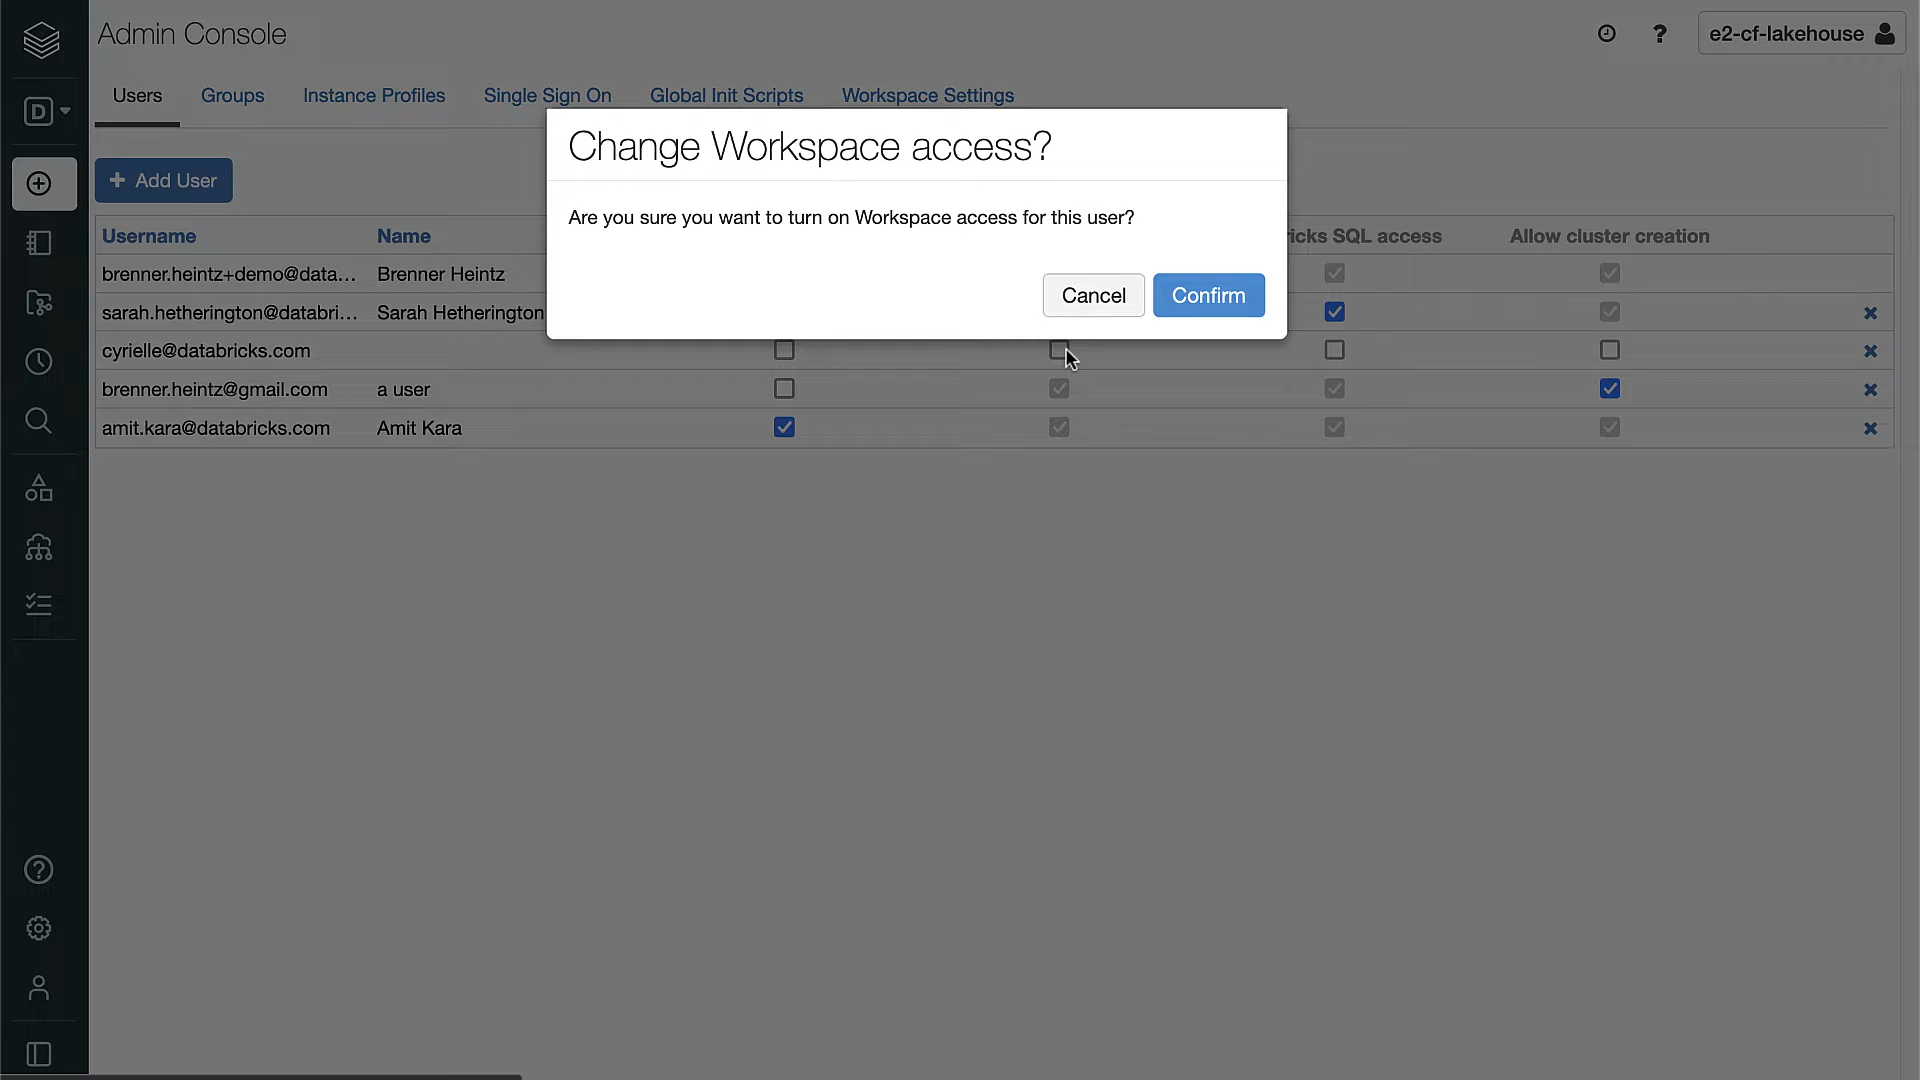 Admin Console
e2-cf-lakehouse
Users Groups Instance Profiles Single Sign On Global Init Scripts Workspace Settings
Change Workspace access?
+ Add User
Are you sure you want to turn on Workspace access for this user?
Username Name ricks SQL access Allow cluster creation
brenner.heintz+demo@data... Brenner Heintz
Cancel Confirm
sarah.hetherington@databri... Sarah Hetherington
cyrielle@databricks.com
brenner.heintz@gmail.com a user
amit.kara@databricks.com Amit Kara